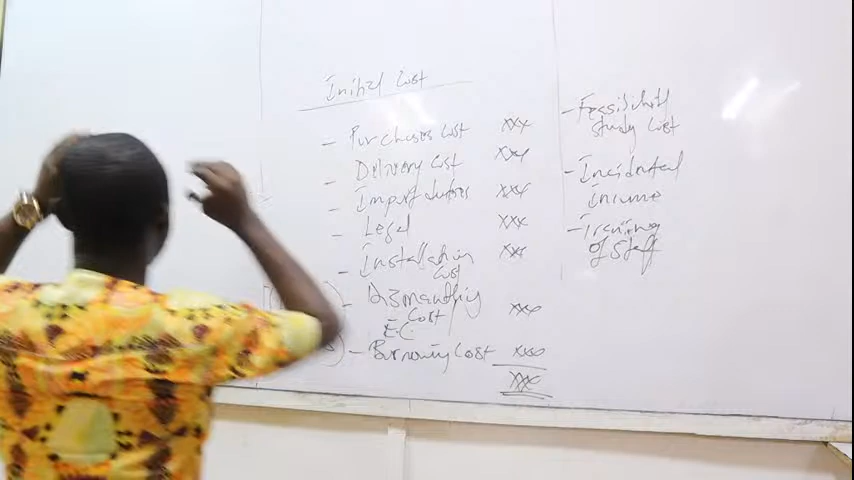 Initial Cost
- Purchases Cost xxx
- Delivery Cost xxx
- Import duties xxx
- Legal xxx
- Installation Cost xxx
- Dismantling Cost xxx
E.C.
- Borrowing Cost xxx
xxx
- Feasibility
study Cost
- Incidental
Income
- Training
of Staff